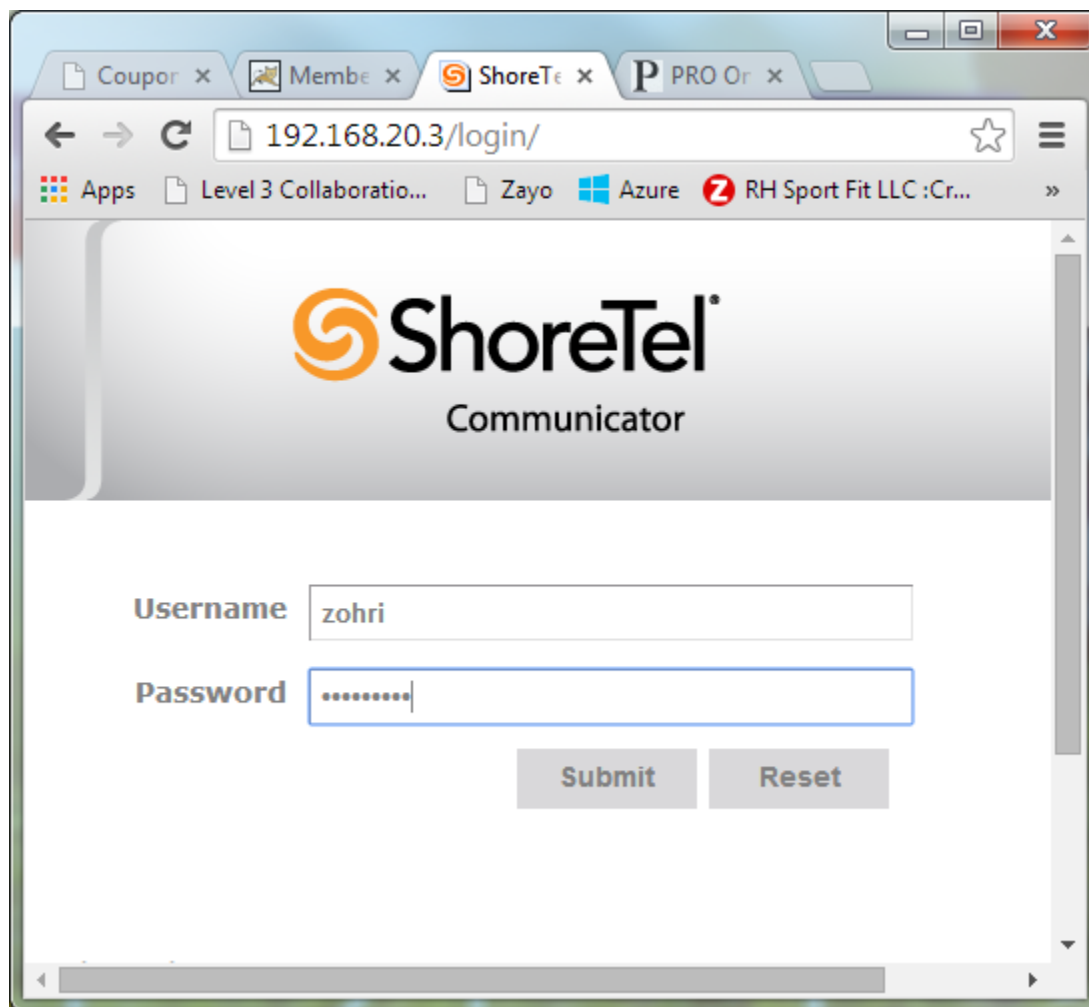 Coupor Membe ShoreTe PRO Or
192.168.20.3/login/
Apps Level 3 Collaboratio... Zayo Azure RH Sport Fit LLC :Cr... »
ShoreTel
Communicator
Username zohri
Password •••••••••
Submit Reset